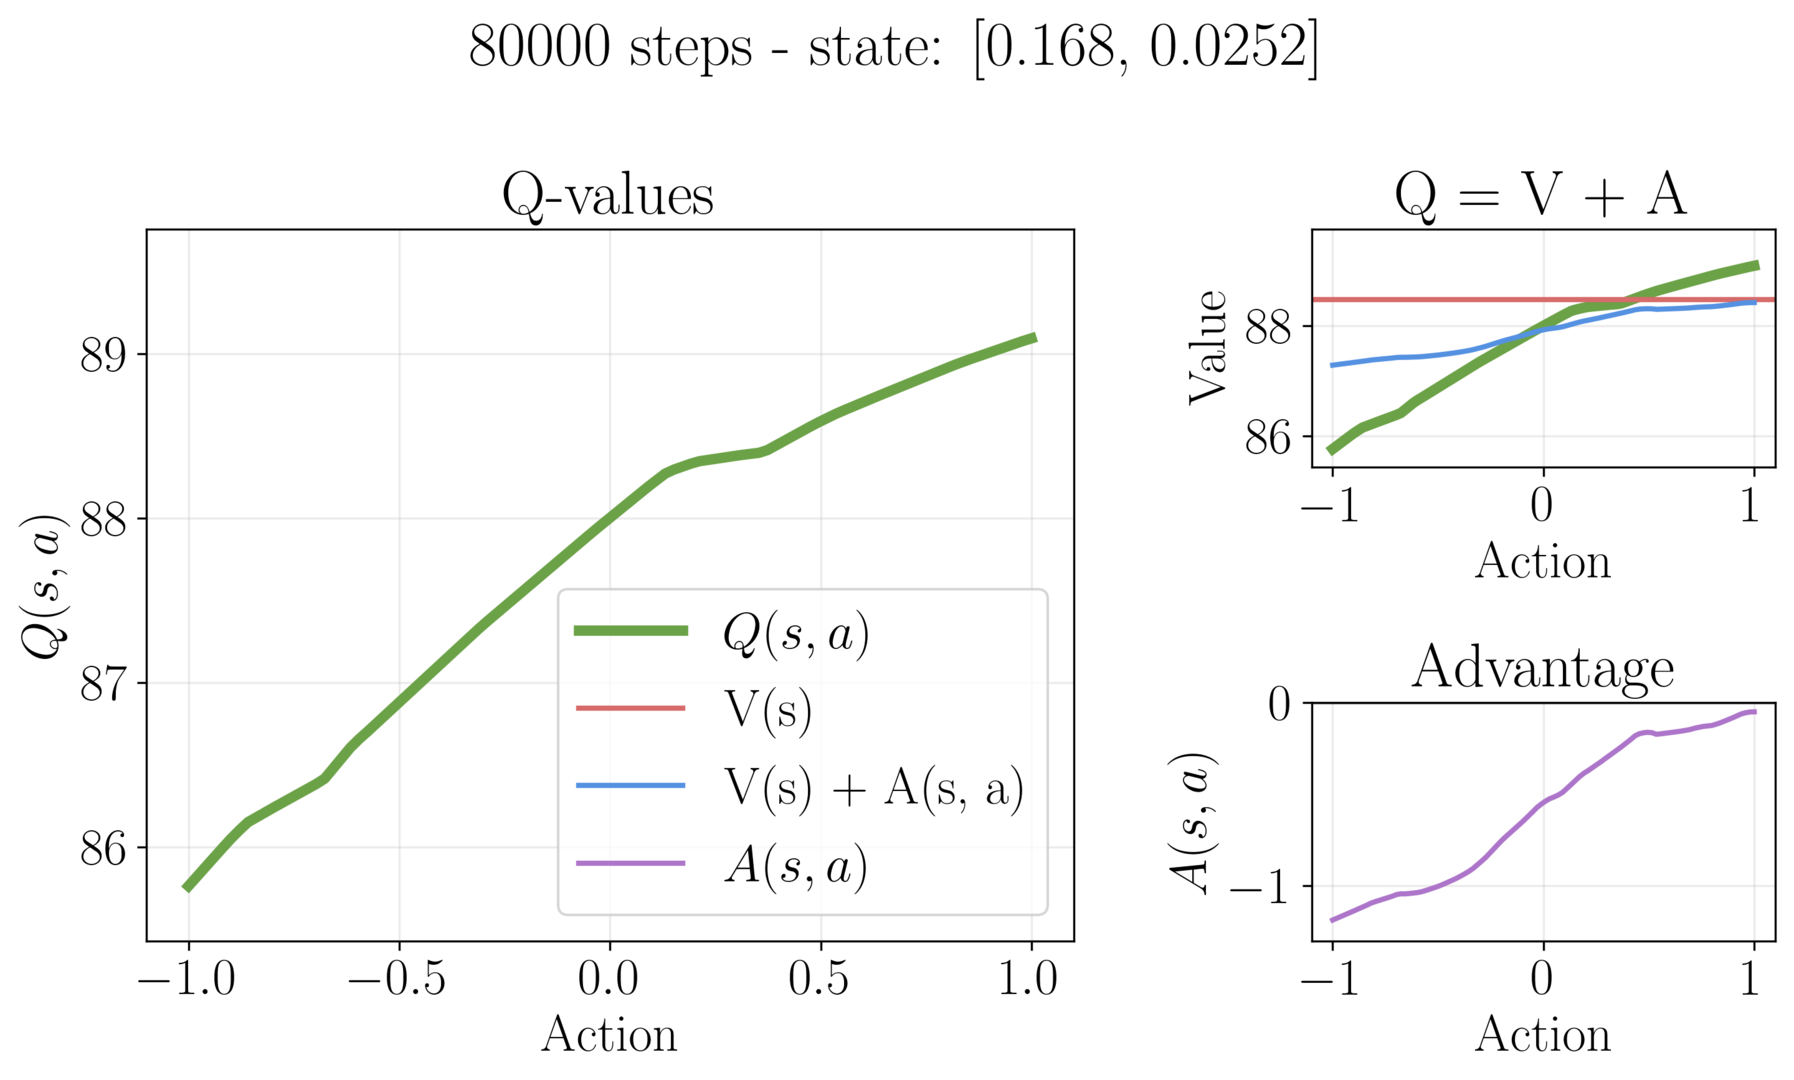 80000 steps - state: [0.168, 0.0252]
Q-values
Q(s, a)
89
88
87
86
−1.0 −0.5 0.0 0.5 1.0
Action
Q(s, a)
V(s)
V(s) + A(s, a)
A(s, a)
Q = V + A
Value
88
86
−1 0 1
Action
Advantage
A(s, a)
0
−1
−1 0 1
Action